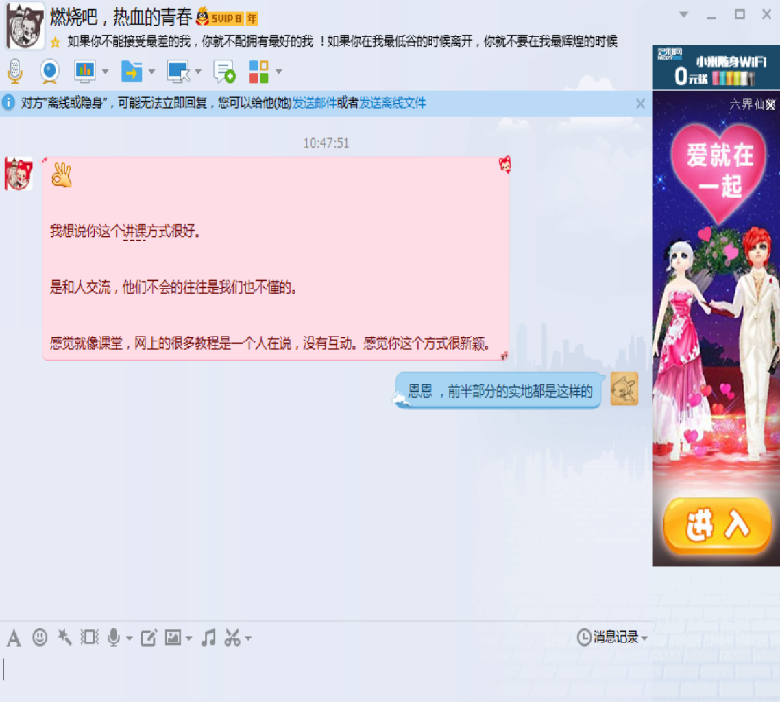 燃烧吧，热血的青春 SVIP 8 年
如果你不能接受最差的我，你就不配拥有最好的我 ！如果你在我最低谷的时候离开，你就不要在我最辉煌的时候
对方“离线或隐身”，可能无法立即回复，您可以给他(她)发送邮件或者发送离线文件
10:47:51
我想说你这个讲课方式很好。
是和人交流，他们不会的往往是我们也不懂的。
感觉就像课堂，网上的很多教程是一个人在说，没有互动。感觉你这个方式很新颖。
恩恩 ，前半部分的实地都是这样的
消息记录
小米随身WiFi
0元抢
六界仙
爱就在
一起
进入